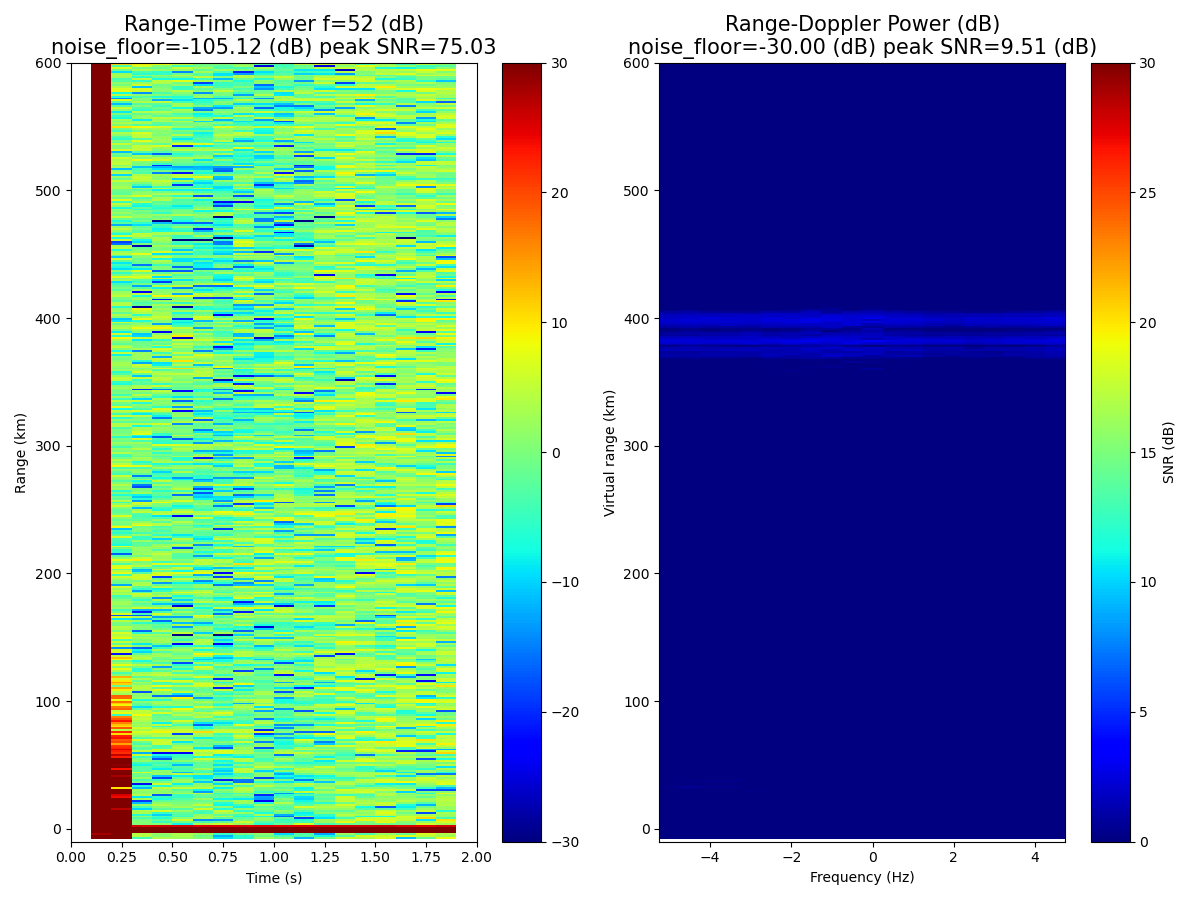 Range-Time Power f=52 (dB)
noise_floor=-105.12 (dB) peak SNR=75.03
600
500
400
300
200
100
0
Range (km)
0.00 0.25 0.50 0.75 1.00 1.25 1.50 1.75 2.00
Time (s)
30
20
10
0
−10
−20
−30
Range-Doppler Power (dB)
noise_floor=-30.00 (dB) peak SNR=9.51 (dB)
600
500
400
300
200
100
0
Virtual range (km)
−4 −2 0 2 4
Frequency (Hz)
30
25
20
15
10
5
0
SNR (dB)